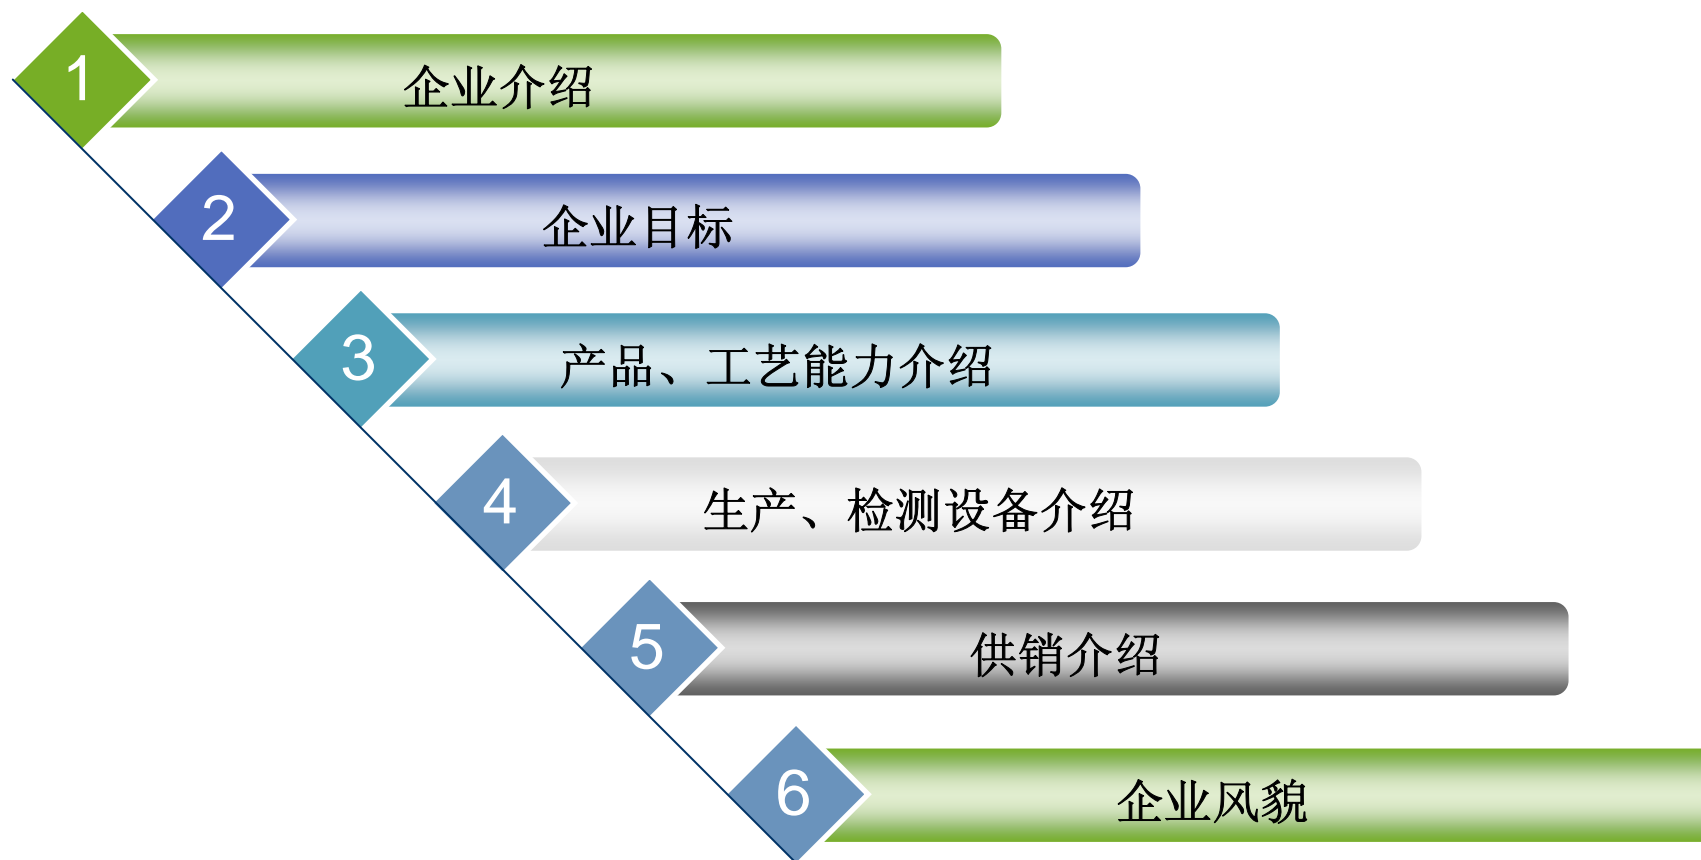 1 企业介绍
2 企业目标
3 产品、工艺能力介绍
4 生产、检测设备介绍
5 供销介绍
6 企业风貌